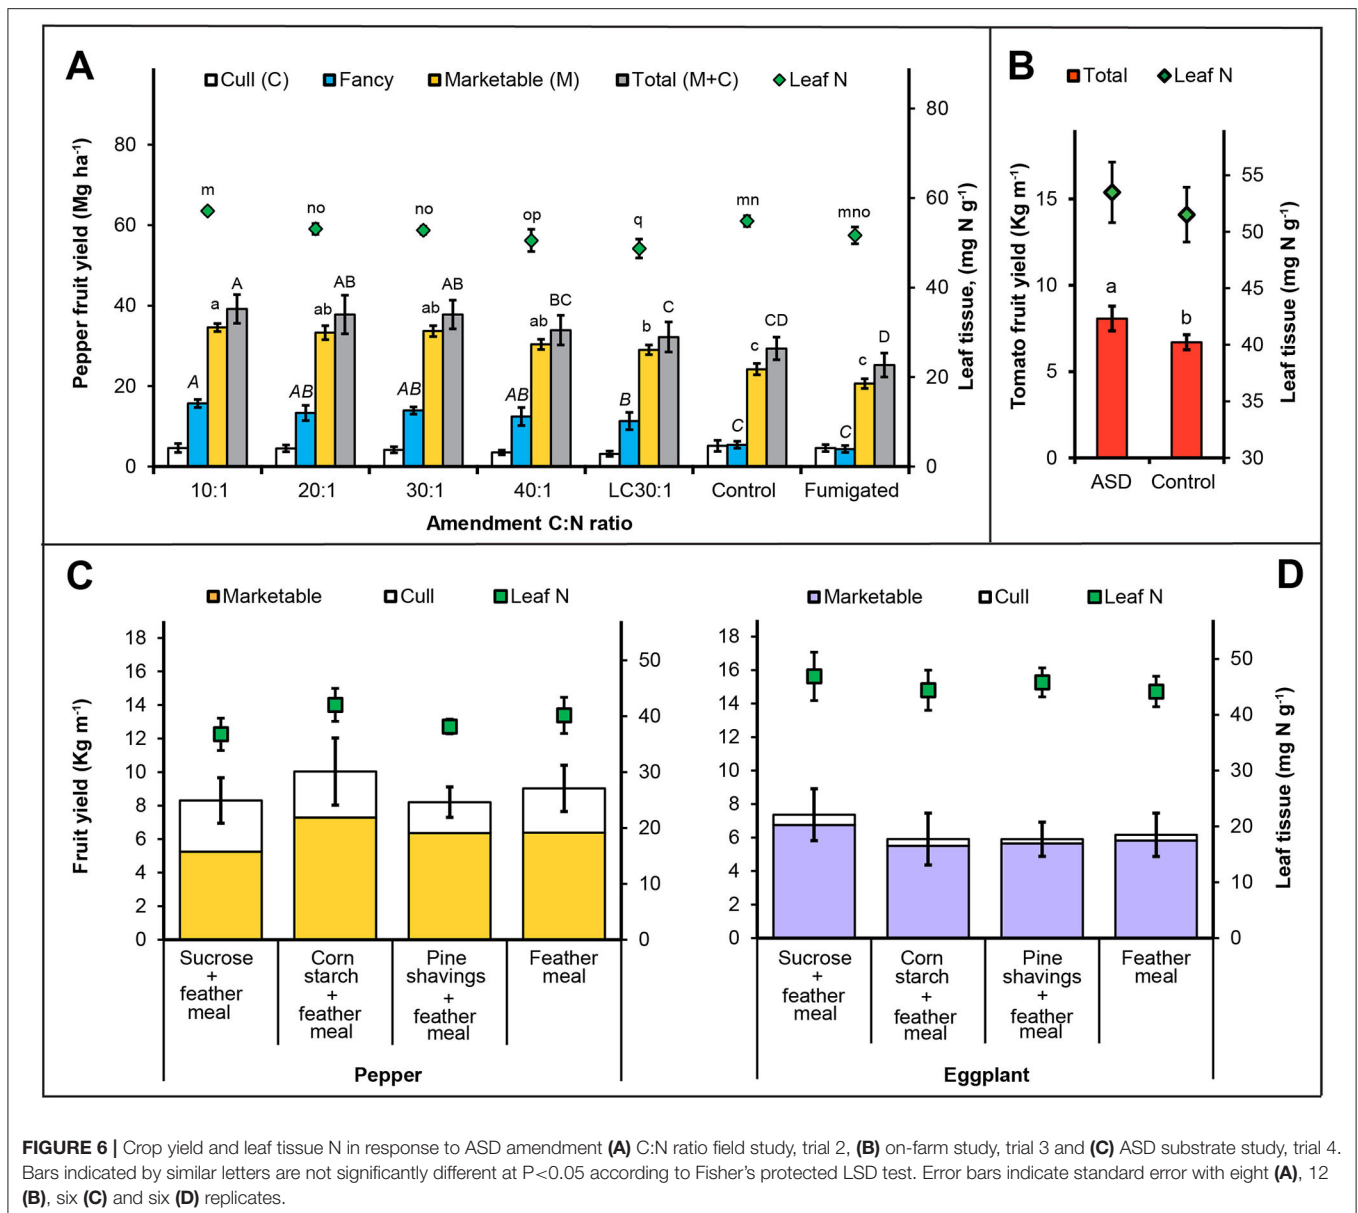 A
Cull (C) Fancy Marketable (M) Total (M+C) Leaf N
Pepper fruit yield (Mg ha-1)
80
60
40
20
0
m no no op q mn mno
A AB AB BC C CD D
a ab ab ab b c c
A AB AB AB B C C
80
60
40
20
0
Leaf tissue, (mg N g-1)
10:1 20:1 30:1 40:1 LC30:1 Control Fumigated
Amendment C:N ratio
B
Total Leaf N
Tomato fruit yield (Kg m-1)
15
10
5
0
a
b
55
50
45
40
35
30
Leaf tissue (mg N g-1)
ASD Control
C
Marketable Cull Leaf N
Fruit yield (Kg m-1)
18
16
14
12
10
8
6
4
2
0
50
40
30
20
10
0
Sucrose + feather meal
Corn starch + feather meal
Pine shavings + feather meal
Feather meal
Pepper
D
Marketable Cull Leaf N
18
16
14
12
10
8
6
4
2
0
50
40
30
20
10
0
Leaf tissue (mg N g-1)
Sucrose + feather meal
Corn starch + feather meal
Pine shavings + feather meal
Feather meal
Eggplant
FIGURE 6 | Crop yield and leaf tissue N in response to ASD amendment (A) C:N ratio field study, trial 2, (B) on-farm study, trial 3 and (C) ASD substrate study, trial 4.
Bars indicated by similar letters are not significantly different at P<0.05 according to Fisher's protected LSD test. Error bars indicate standard error with eight (A), 12
(B), six (C) and six (D) replicates.